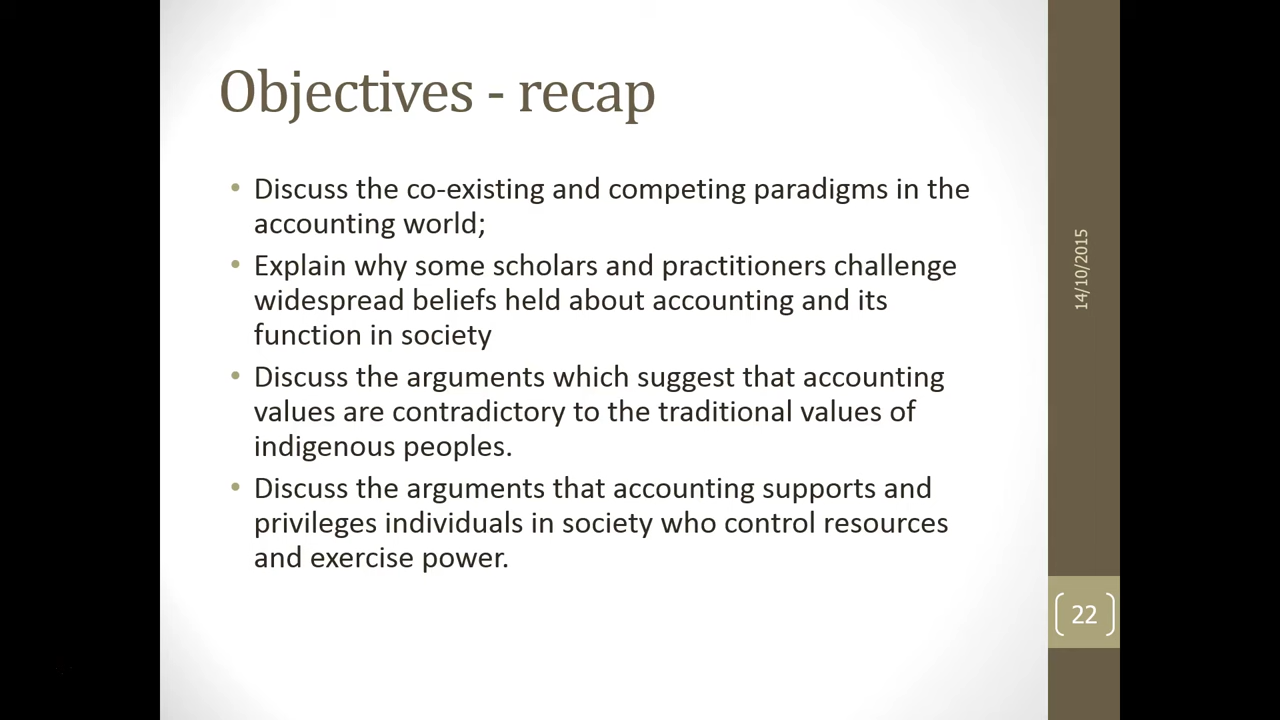 Objectives - recap
• Discuss the co-existing and competing paradigms in the
accounting world;
• Explain why some scholars and practitioners challenge
widespread beliefs held about accounting and its
function in society
• Discuss the arguments which suggest that accounting
values are contradictory to the traditional values of
indigenous peoples.
• Discuss the arguments that accounting supports and
privileges individuals in society who control resources
and exercise power.
14/10/2015
22